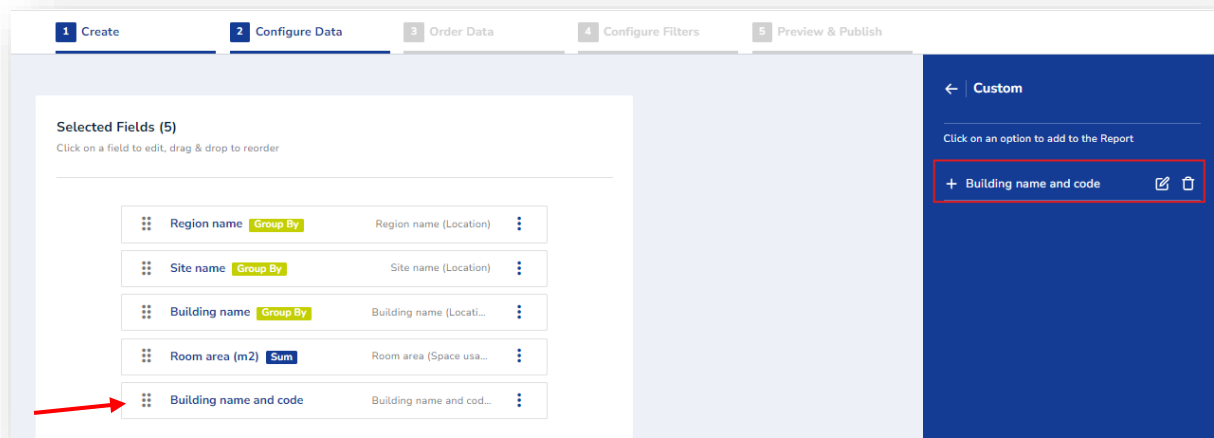 1 Create
2 Configure Data
3 Order Data
4 Configure Filters
5 Preview & Publish
Selected Fields (5)
Click on a field to edit, drag & drop to reorder
Region name Group By Region name (Location)
Site name Group By Site name (Location)
Building name Group By Building name (Locati...
Room area (m2) Sum Room area (Space usa...
Building name and code Building name and cod...
Custom
Click on an option to add to the Report
+ Building name and code